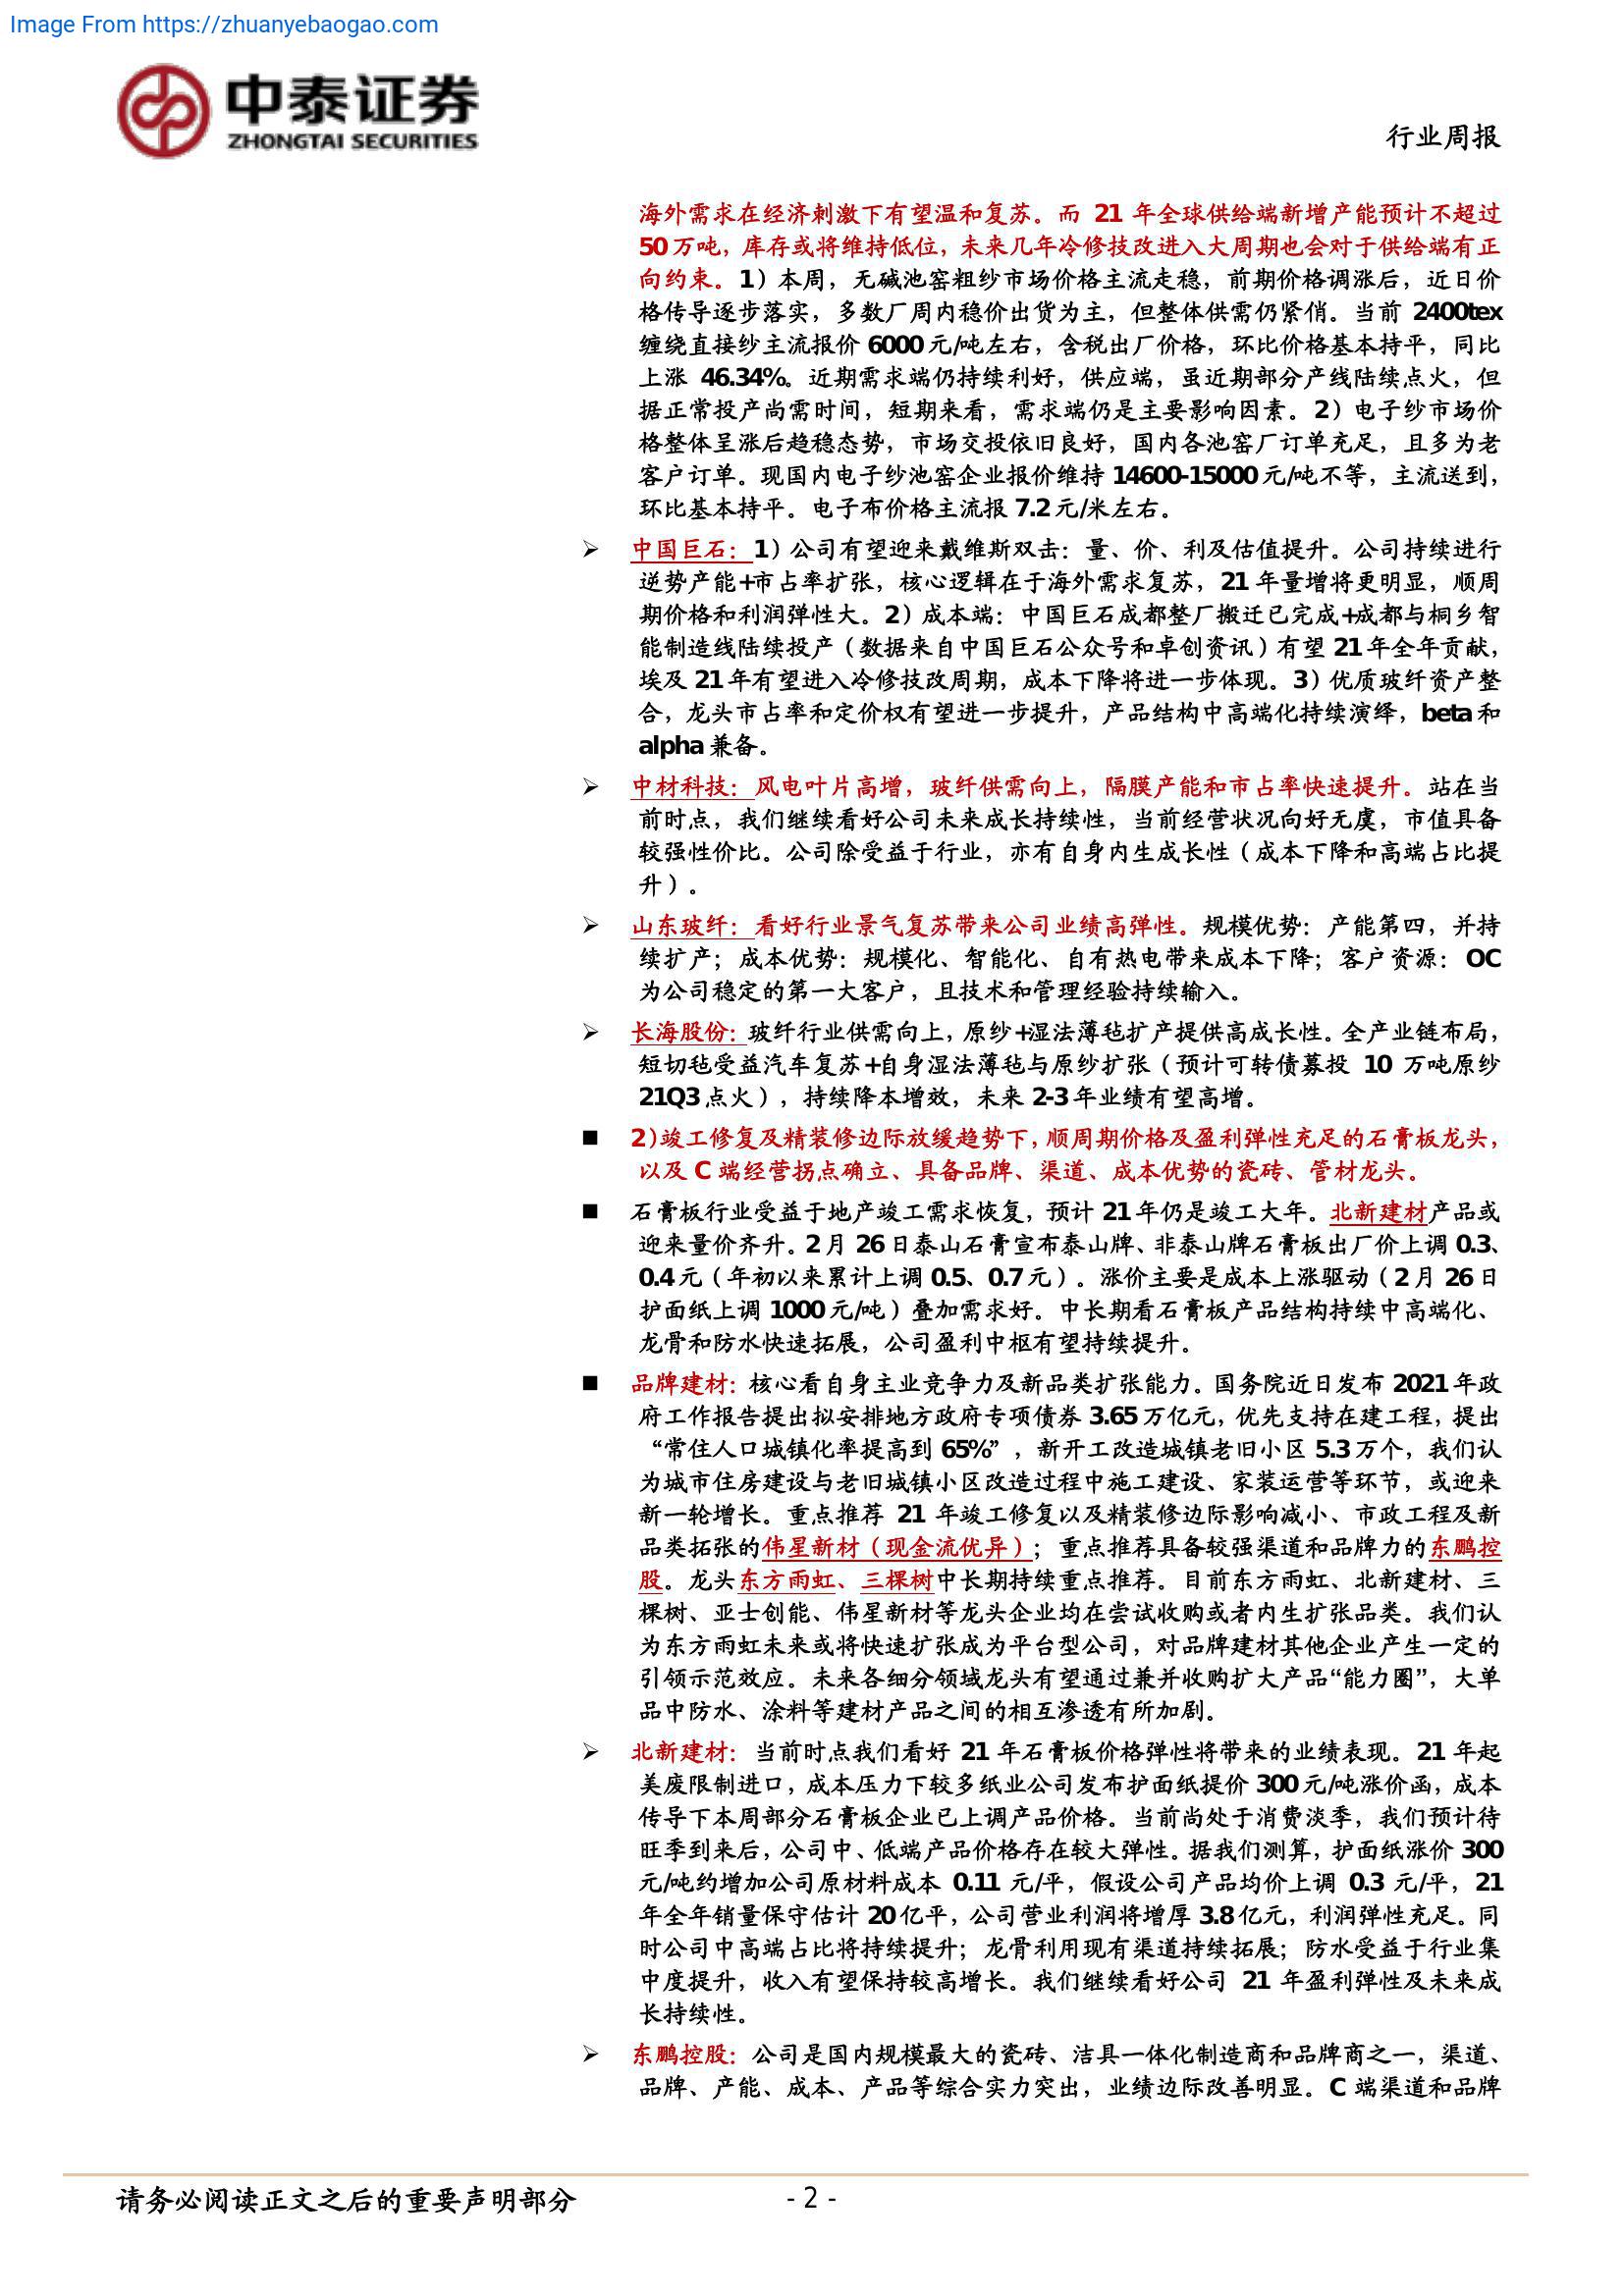 Image From https://zhuanyebaogao.com
中泰证券
ZHONGTAI SECURITIES
行业周报
海外需求在经济刺激下有望温和复苏。而 21 年全球供给端新增产能预计不超过
50 万吨，库存或将维持低位，未来几年冷修技改进入大周期也会对于供给端有正
向约束。1）本周，无碱池窑粗纱市场价格主流走稳，前期价格调涨后，近日价
格传导逐步落实，多数厂周内稳价出货为主，但整体供需仍紧俏。当前 2400tex
缠绕直接纱主流报价 6000 元/吨左右，含税出厂价格，环比价格基本持平，同比
上涨 46.34%。近期需求端仍持续利好，供应端，虽近期部分产线陆续点火，但
据正常投产尚需时间，短期来看，需求端仍是主要影响因素。2）电子纱市场价
格整体呈涨后趋稳态势，市场交投依旧良好，国内各池窑厂订单充足，且多为老
客户订单。现国内电子纱池窑企业报价维持 14600-15000 元/吨不等，主流送到，
环比基本持平。电子布价格主流报 7.2 元/米左右。
➢ 中国巨石：1）公司有望迎来戴维斯双击：量、价、利及估值提升。公司持续进行
逆势产能+市占率扩张，核心逻辑在于海外需求复苏，21 年量增将更明显，顺周
期价格和利润弹性大。2）成本端：中国巨石成都整厂搬迁已完成+成都与桐乡智
能制造线陆续投产（数据来自中国巨石公众号和卓创资讯）有望 21 年全年贡献，
埃及 21 年有望进入冷修技改周期，成本下降将进一步体现。3）优质玻纤资产整
合，龙头市占率和定价权有望进一步提升，产品结构中高端化持续演绎，beta 和
alpha 兼备。
➢ 中材科技：风电叶片高增，玻纤供需向上，隔膜产能和市占率快速提升。站在当
前时点，我们继续看好公司未来成长持续性，当前经营状况向好无虞，市值具备
较强性价比。公司除受益于行业，亦有自身内生成长性（成本下降和高端占比提
升）。
➢ 山东玻纤：看好行业景气复苏带来公司业绩高弹性。规模优势：产能第四，并持
续扩产；成本优势：规模化、智能化、自有热电带来成本下降；客户资源：OC
为公司稳定的第一大客户，且技术和管理经验持续输入。
➢ 长海股份：玻纤行业供需向上，原纱+湿法薄毡扩产提供高成长性。全产业链布局，
短切毡受益汽车复苏+自身湿法薄毡与原纱扩张（预计可转债募投 10 万吨原纱
21Q3 点火），持续降本增效，未来 2-3 年业绩有望高增。
■ 2)竣工修复及精装修边际放缓趋势下，顺周期价格及盈利弹性充足的石膏板龙头，
以及 C 端经营拐点确立、具备品牌、渠道、成本优势的瓷砖、管材龙头。
■ 石膏板行业受益于地产竣工需求恢复，预计 21 年仍是竣工大年。北新建材产品或
迎来量价齐升。2 月 26 日泰山石膏宣布泰山牌、非泰山牌石膏板出厂价上调 0.3、
0.4 元（年初以来累计上调 0.5、0.7 元）。涨价主要是成本上涨驱动（2 月 26 日
护面纸上调 1000 元/吨）叠加需求好。中长期看石膏板产品结构持续中高端化、
龙骨和防水快速拓展，公司盈利中枢有望持续提升。
■ 品牌建材：核心看自身主业竞争力及新品类扩张能力。国务院近日发布 2021 年政
府工作报告提出拟安排地方政府专项债券 3.65 万亿元，优先支持在建工程，提出
“常住人口城镇化率提高到 65%”，新开工改造城镇老旧小区 5.3 万个，我们认
为城市住房建设与老旧城镇小区改造过程中施工建设、家装运营等环节，或迎来
新一轮增长。重点推荐 21 年竣工修复以及精装修边际影响减小、市政工程及新
品类拓张的伟星新材（现金流优异）；重点推荐具备较强渠道和品牌力的东鹏控
股。龙头东方雨虹、三棵树中长期持续重点推荐。目前东方雨虹、北新建材、三
棵树、亚士创能、伟星新材等龙头企业均在尝试收购或者内生扩张品类。我们认
为东方雨虹未来或将快速扩张成为平台型公司，对品牌建材其他企业产生一定的
引领示范效应。未来各细分领域龙头有望通过兼并收购扩大产品“能力圈”，大单
品中防水、涂料等建材产品之间的相互渗透有所加剧。
➢ 北新建材：当前时点我们看好 21 年石膏板价格弹性将带来的业绩表现。21 年起
美废限制进口，成本压力下较多纸业公司发布护面纸提价 300 元/吨涨价函，成本
传导下本周部分石膏板企业已上调产品价格。当前尚处于消费淡季，我们预计待
旺季到来后，公司中、低端产品价格存在较大弹性。据我们测算，护面纸涨价 300
元/吨约增加公司原材料成本 0.11 元/平，假设公司产品均价上调 0.3 元/平，21
年全年销量保守估计 20 亿平，公司营业利润将增厚 3.8 亿元，利润弹性充足。同
时公司中高端占比将持续提升；龙骨利用现有渠道持续拓展；防水受益于行业集
中度提升，收入有望保持较高增长。我们继续看好公司 21 年盈利弹性及未来成
长持续性。
➢ 东鹏控股：公司是国内规模最大的瓷砖、洁具一体化制造商和品牌商之一，渠道、
品牌、产能、成本、产品等综合实力突出，业绩边际改善明显。C 端渠道和品牌
请务必阅读正文之后的重要声明部分
- 2 -